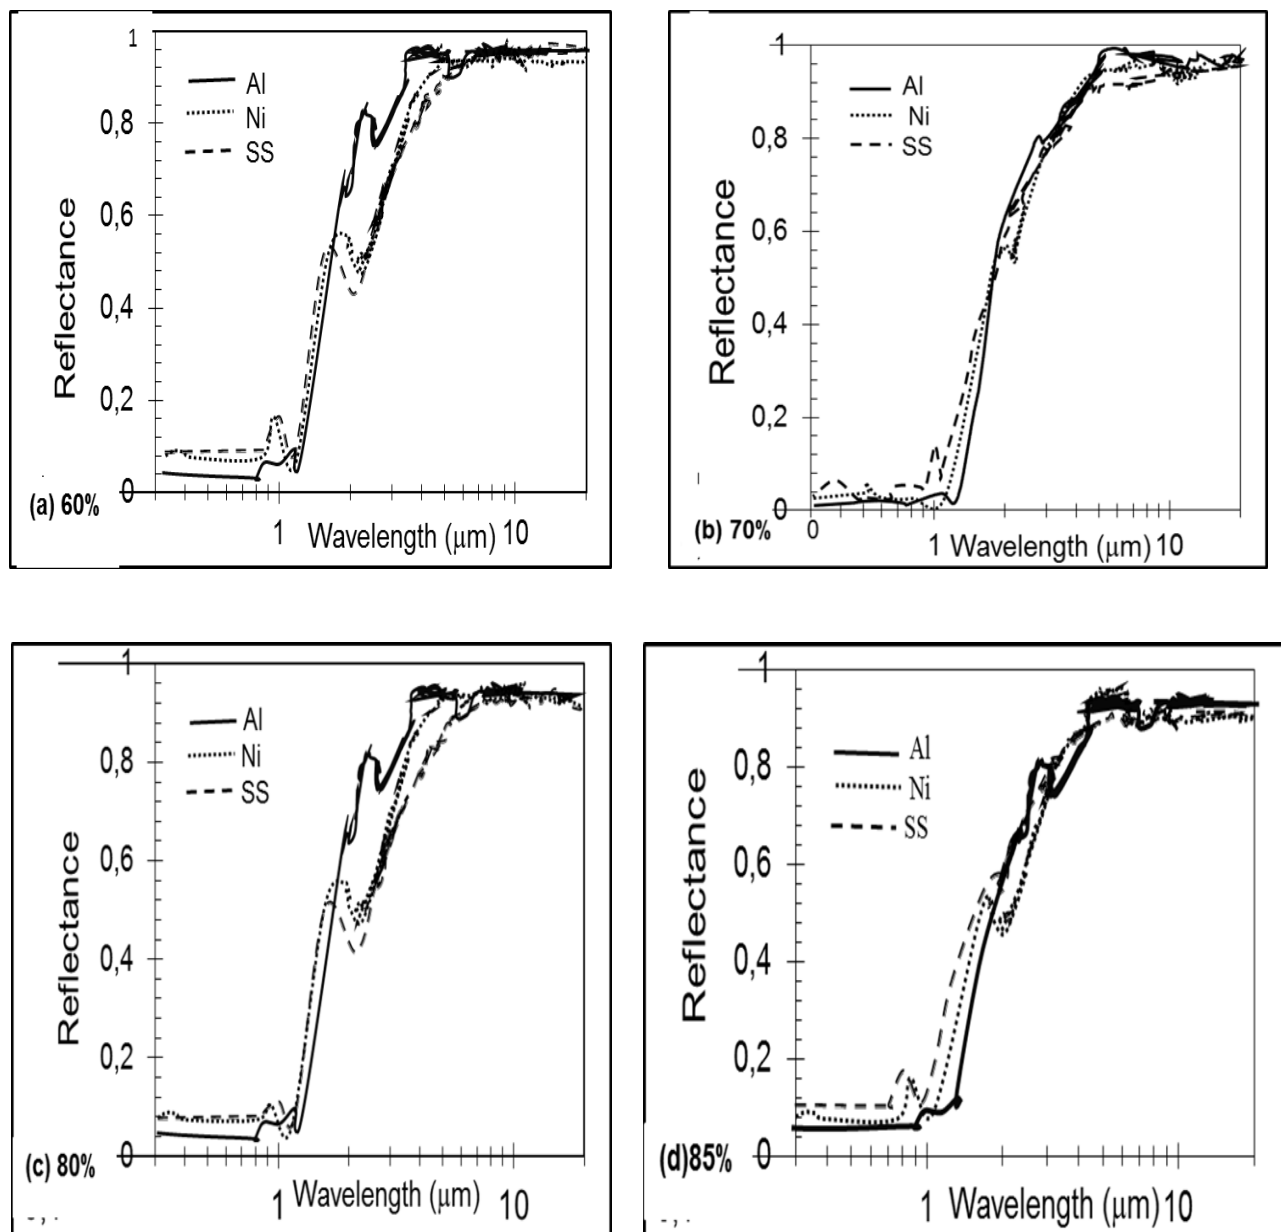 1
Al
Ni
SS
0,8
0,6
0,4
0,2
0
Reflectance
(a) 60%
1
Wavelength (μm)
10
1
Al
Ni
SS
0,8
0,6
0,4
0,2
0
Reflectance
(b) 70%
0
1
Wavelength (μm)
10
1
Al
Ni
SS
0,8
0,6
0,4
0,2
0
Reflectance
(c) 80%
1
Wavelength (μm)
10
1
Al
Ni
SS
0,8
0,6
0,4
0,2
0
Reflectance
(d)85%
1
Wavelength (μm)
10